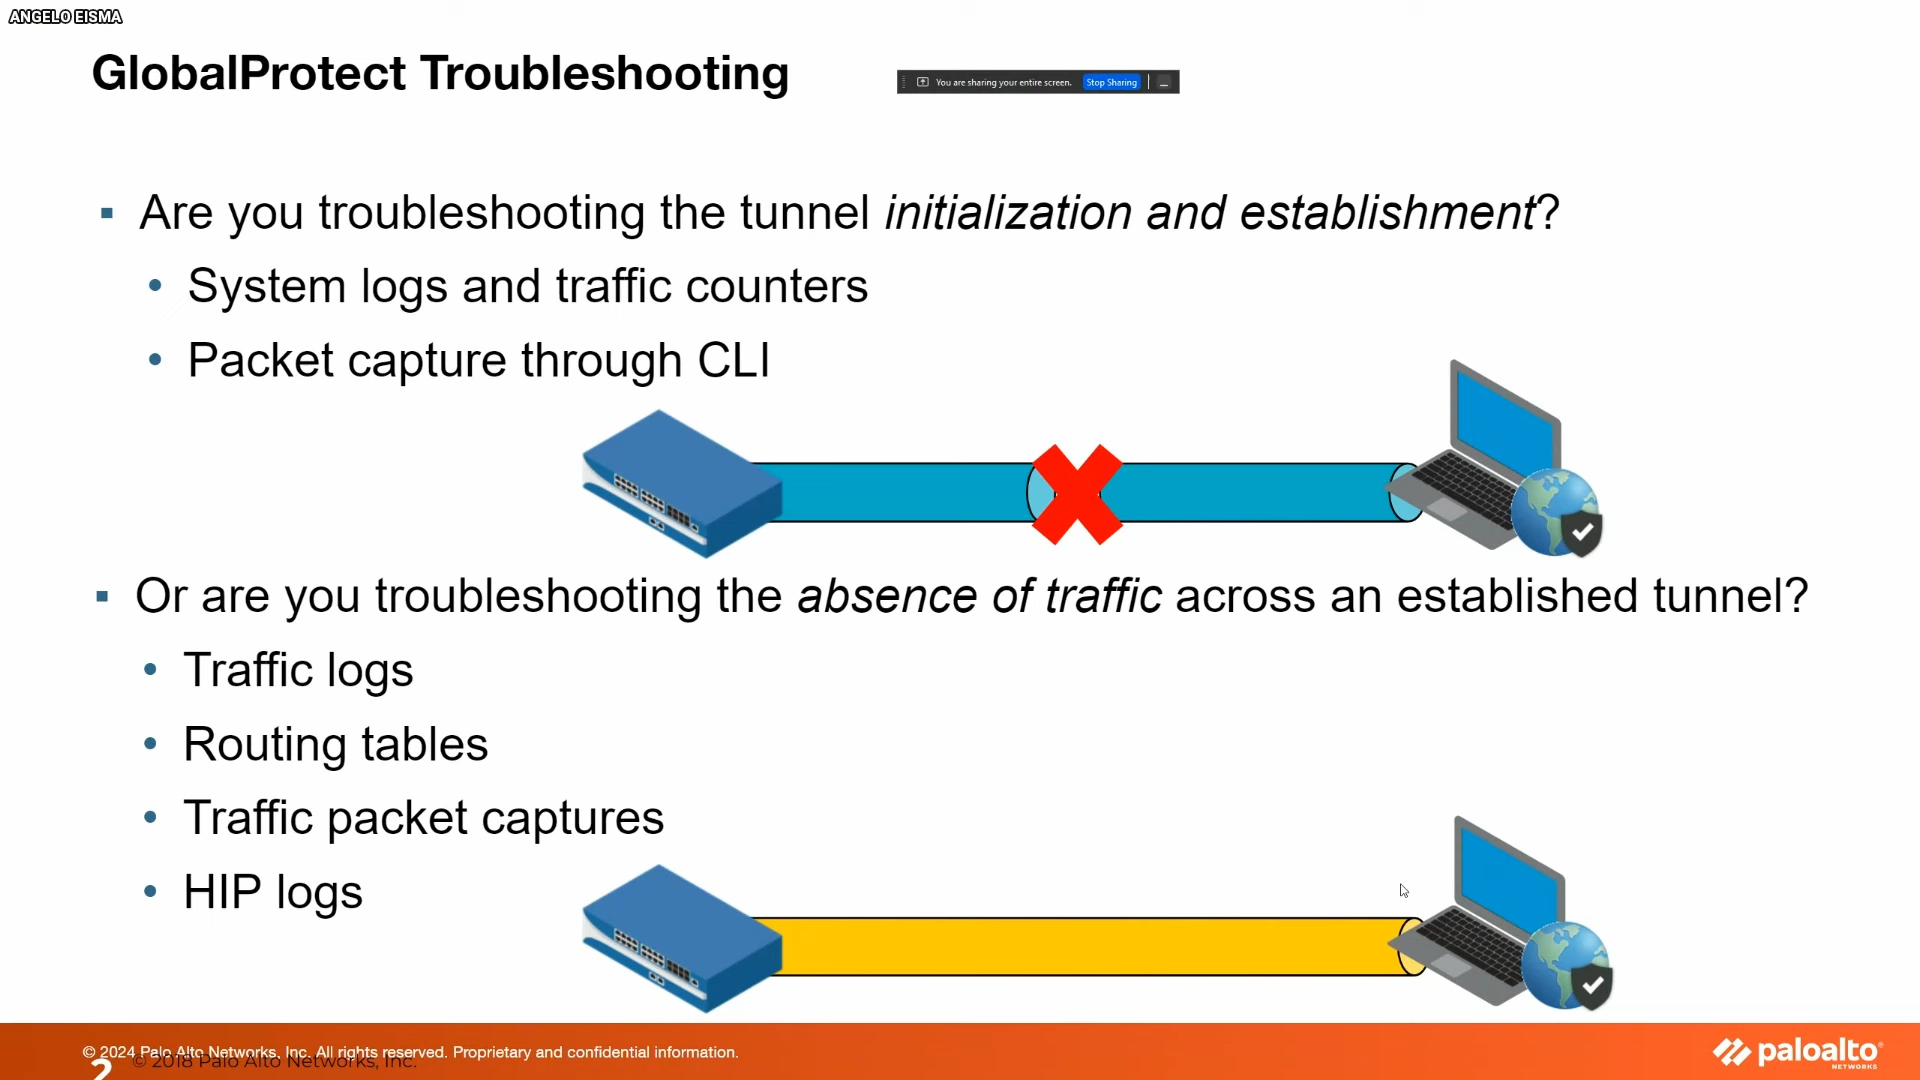 ANGELO EISMA
GlobalProtect Troubleshooting
You are sharing your entire screen. Stop Sharing
▪ Are you troubleshooting the tunnel initialization and establishment?
• System logs and traffic counters
• Packet capture through CLI
▪ Or are you troubleshooting the absence of traffic across an established tunnel?
• Traffic logs
• Routing tables
• Traffic packet captures
• HIP logs
© 2024 Palo Alto Networks, Inc. All rights reserved. Proprietary and confidential information.
2 © 2018 Palo Alto Networks, Inc.
paloalto®
NETWORKS